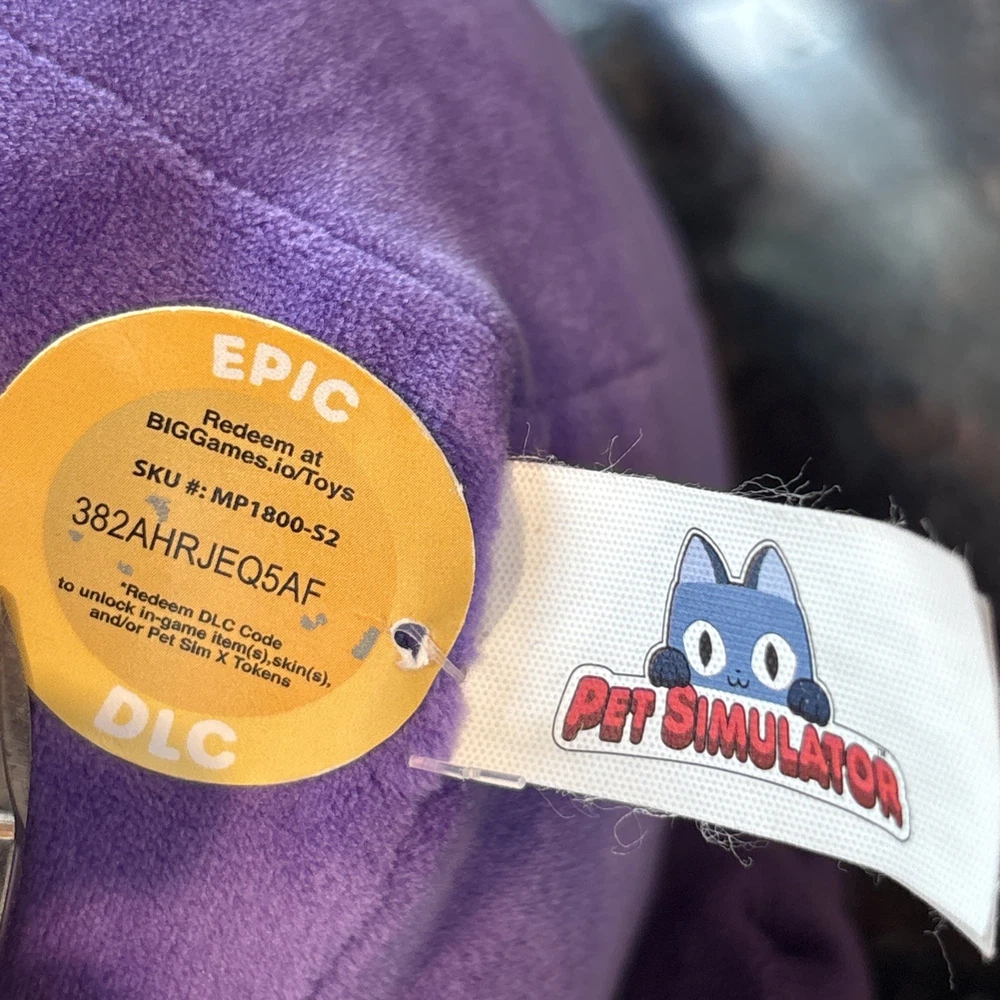 EPIC
Redeem at
BIGGames.io/Toys
SKU #: MP1800-S2
382AHRJEQ5AF
*Redeem DLC Code
to unlock in-game item(s),skin(s),
and/or Pet Sim X Tokens
DLC
PET SIMULATOR™